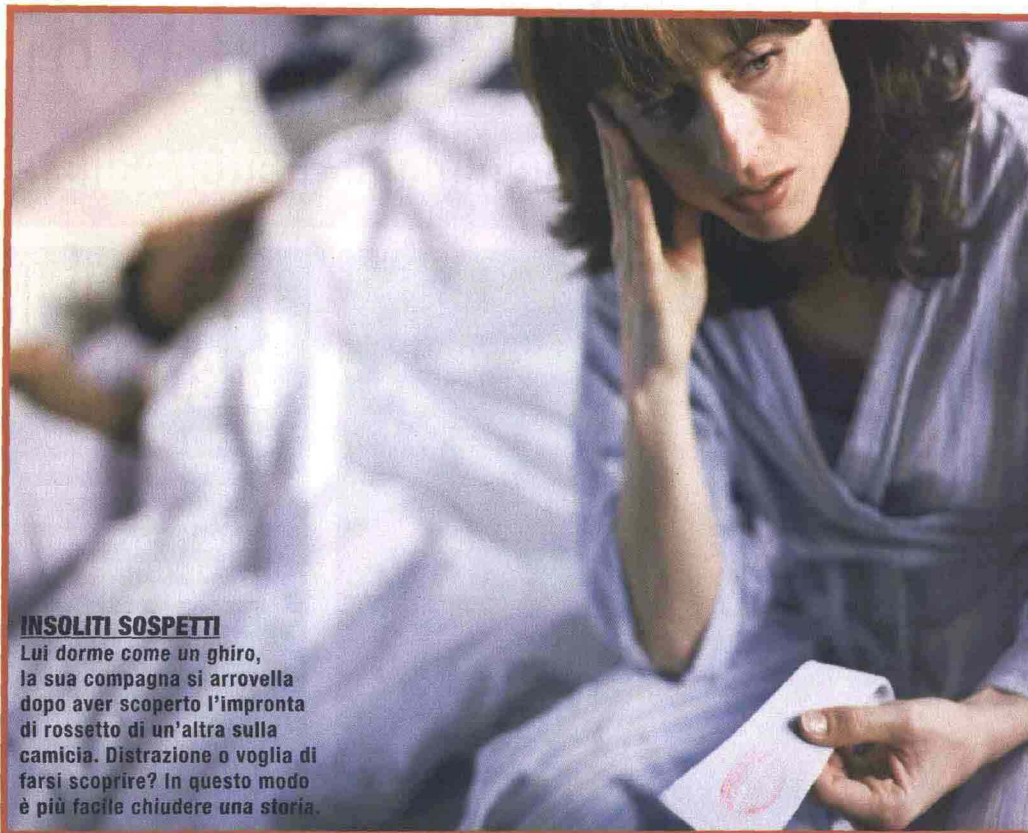 INSOLITI SOSPETTI
Lui dorme come un ghiro,
la sua compagna si arrovella
dopo aver scoperto l'impronta
di rossetto di un'altra sulla
camicia. Distrazione o voglia di
farsi scoprire? In questo modo
è più facile chiudere una storia.